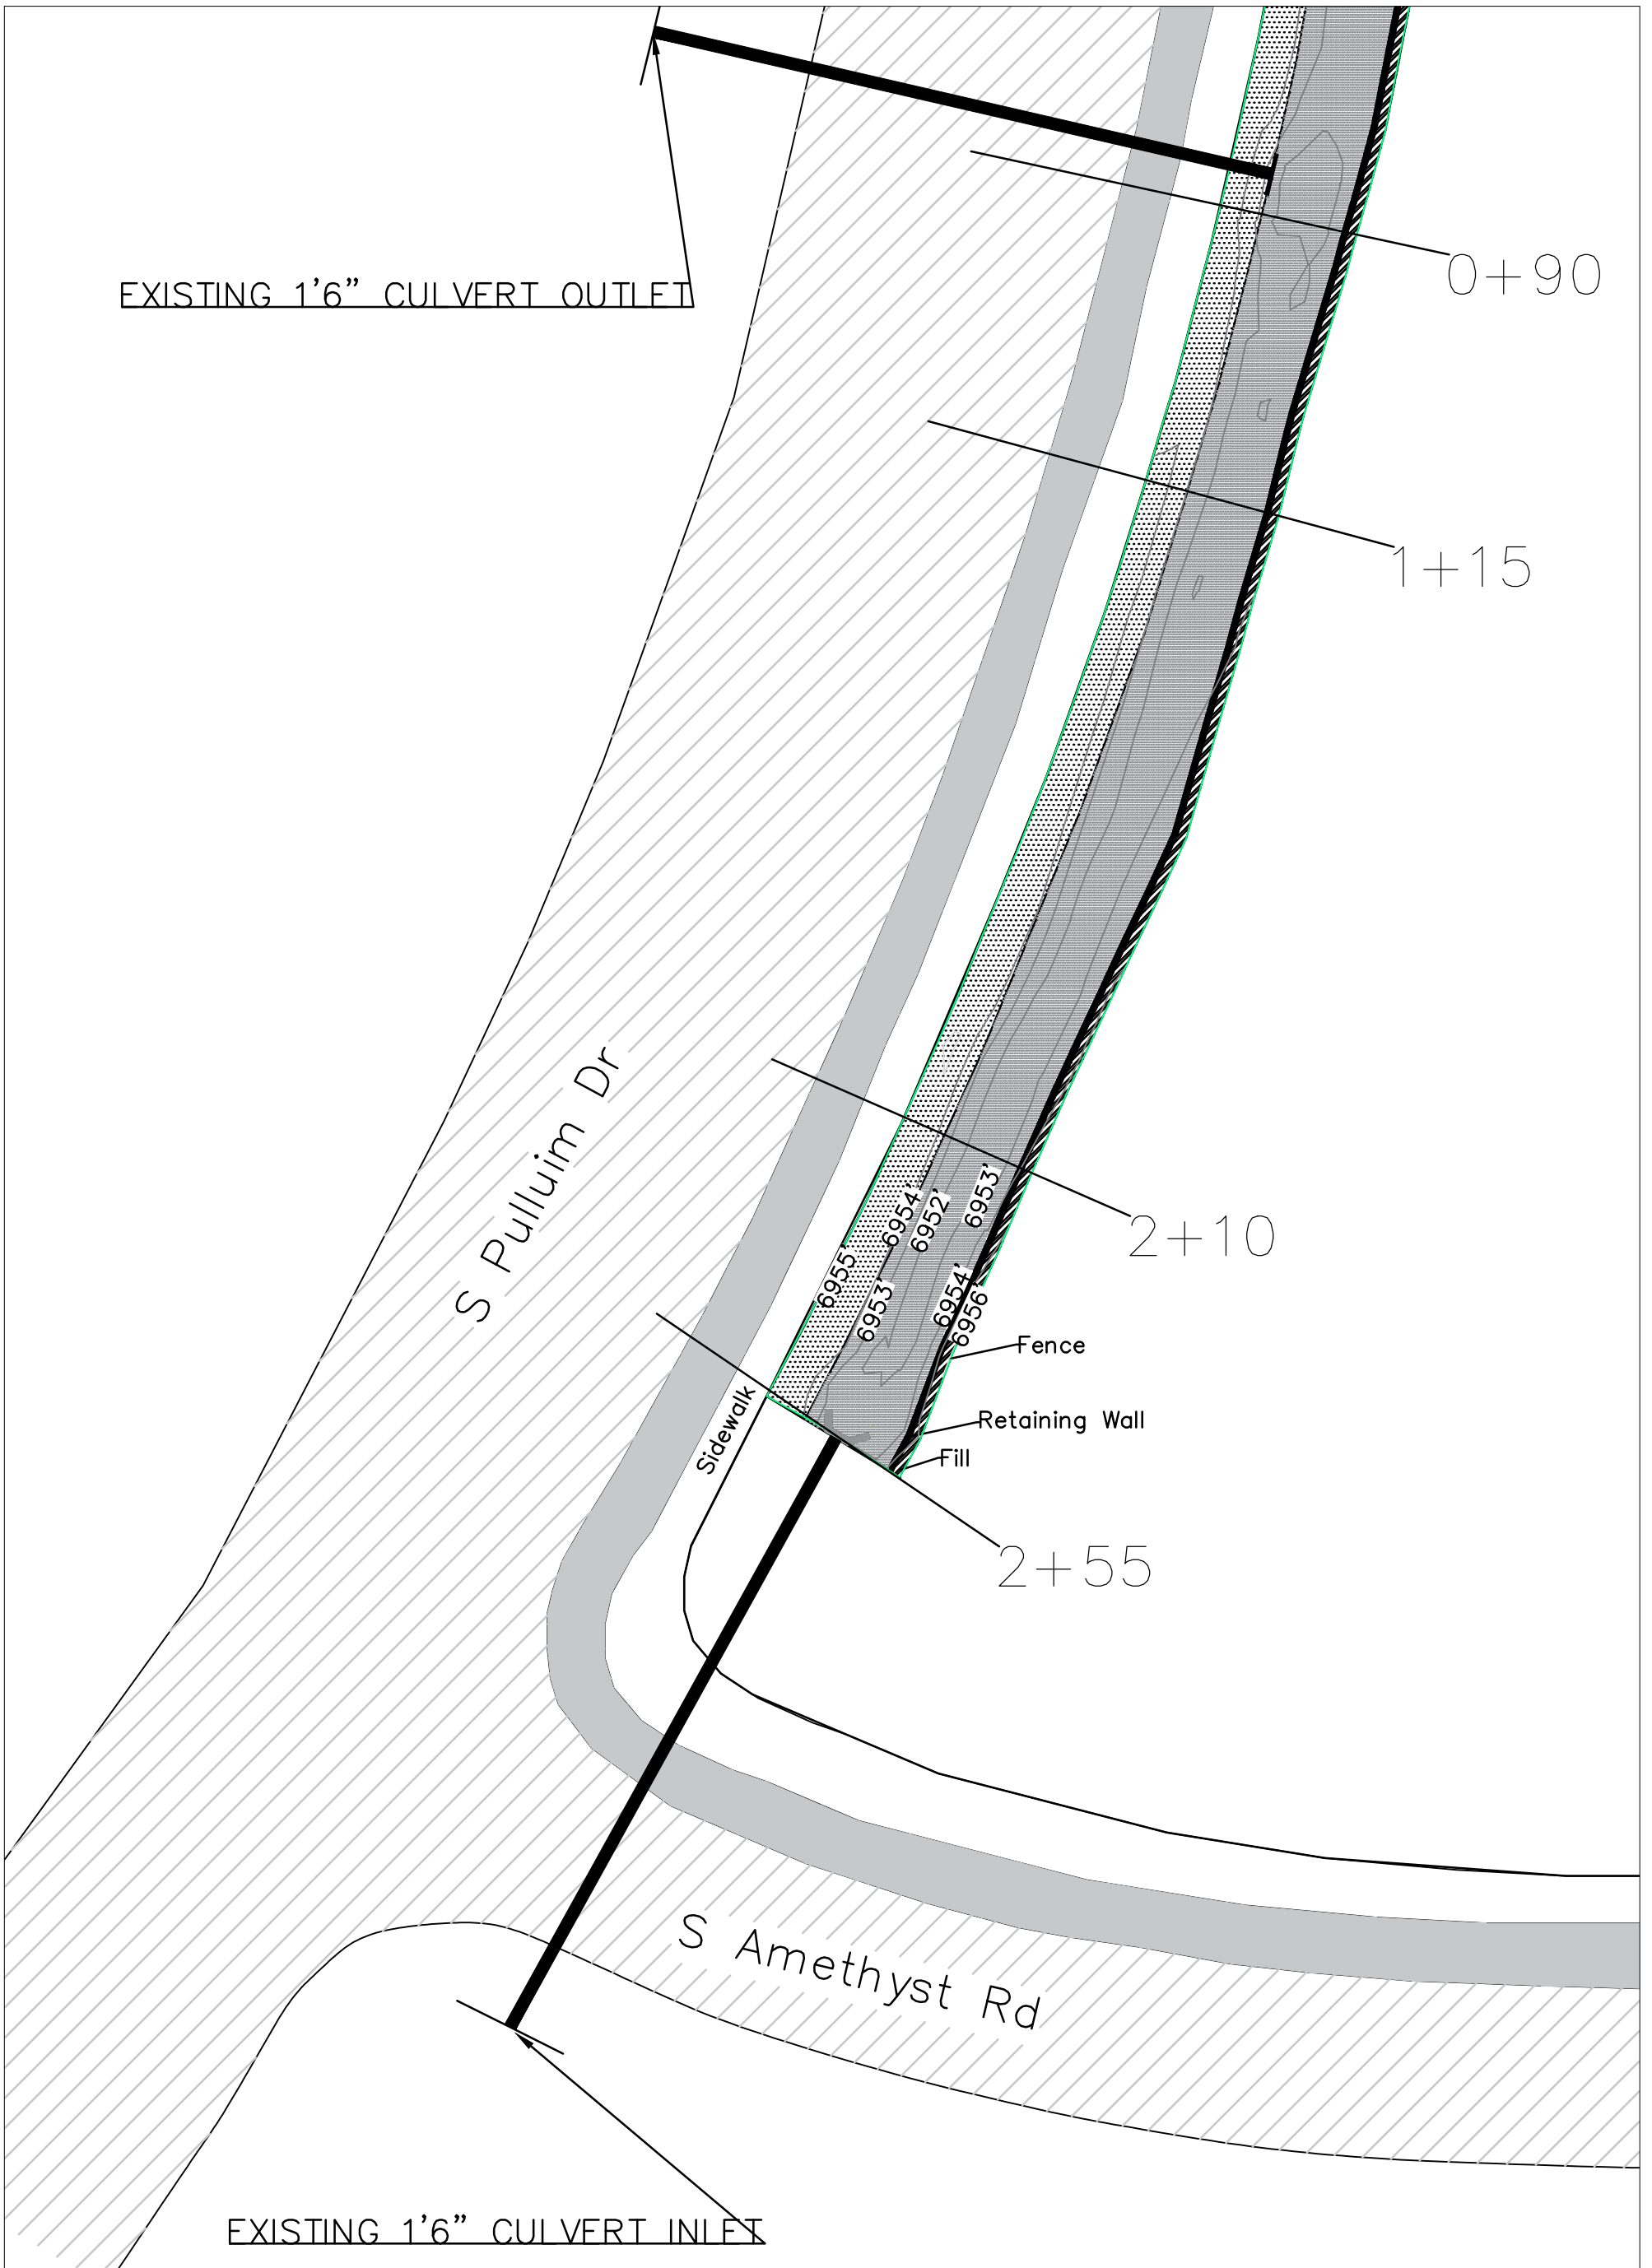 EXISTING 1'6" CULVERT OUTLET
0+90
1+15
S Pulluim Dr
2+10
6953'
6954'
6952'
6955'
6953'
6954'
6956'
Fence
Sidewalk
Retaining Wall
Fill
2+55
S Amethyst Rd
EXISTING 1'6" CULVERT INLET